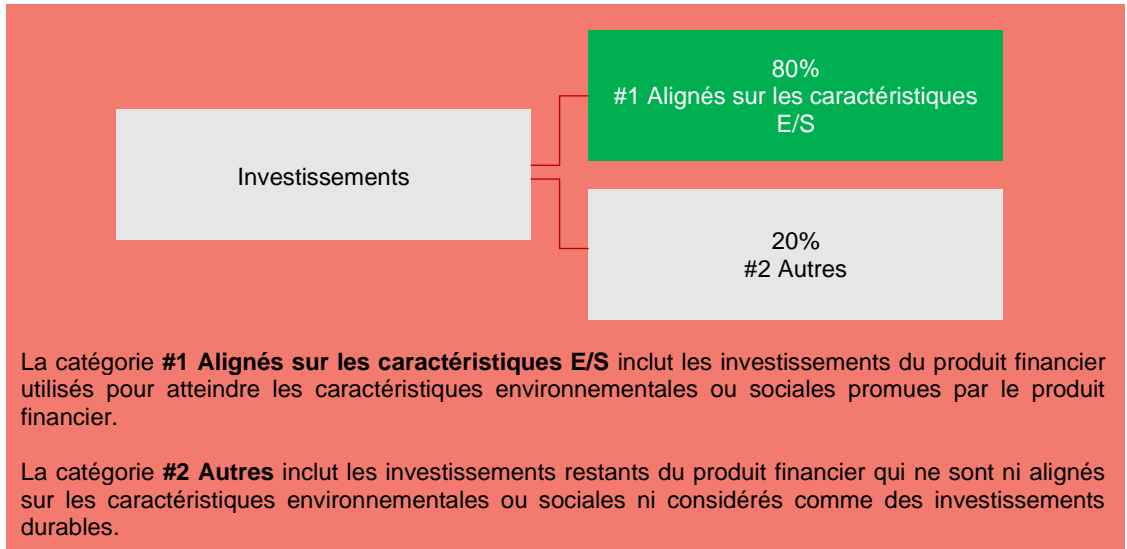 80%
#1 Alignés sur les caractéristiques
E/S
Investissements
20%
#2 Autres
La catégorie #1 Alignés sur les caractéristiques E/S inclut les investissements du produit financier
utilisés pour atteindre les caractéristiques environnementales ou sociales promues par le produit
financier.
La catégorie #2 Autres inclut les investissements restants du produit financier qui ne sont ni alignés
sur les caractéristiques environnementales ou sociales ni considérés comme des investissements
durables.